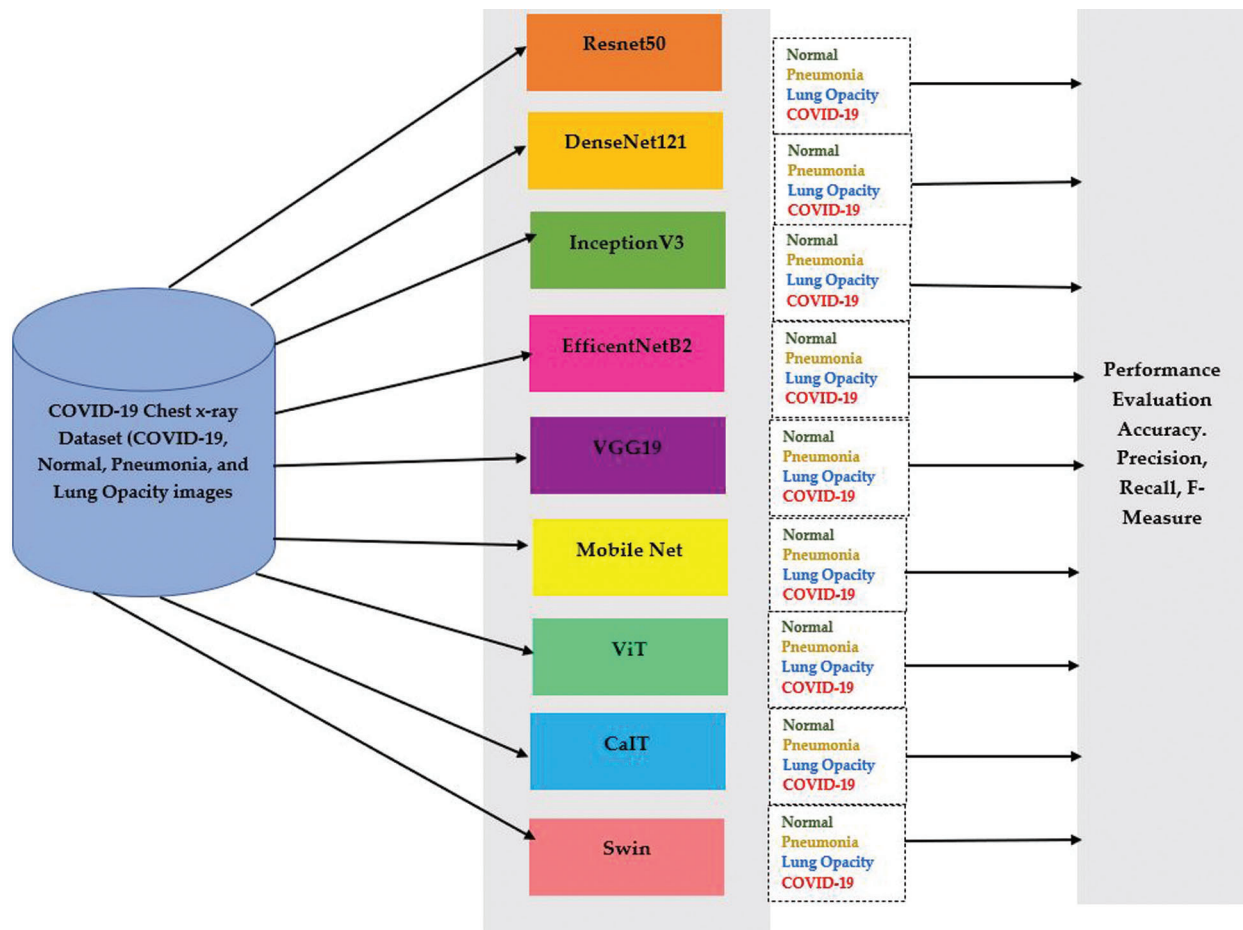 COVID-19 Chest x-ray
Dataset (COVID-19,
Normal, Pneumonia, and
Lung Opacity images
Resnet50
Normal
Pneumonia
Lung Opacity
COVID-19
DenseNet121
Normal
Pneumonia
Lung Opacity
COVID-19
InceptionV3
Normal
Pneumonia
Lung Opacity
COVID-19
EfficentNetB2
Normal
Pneumonia
Lung Opacity
COVID-19
VGG19
Normal
Pneumonia
Lung Opacity
COVID-19
Mobile Net
Normal
Pneumonia
Lung Opacity
COVID-19
ViT
Normal
Pneumonia
Lung Opacity
COVID-19
CaIT
Normal
Pneumonia
Lung Opacity
COVID-19
Swin
Normal
Pneumonia
Lung Opacity
COVID-19
Performance
Evaluation
Accuracy.
Precision,
Recall, F-
Measure